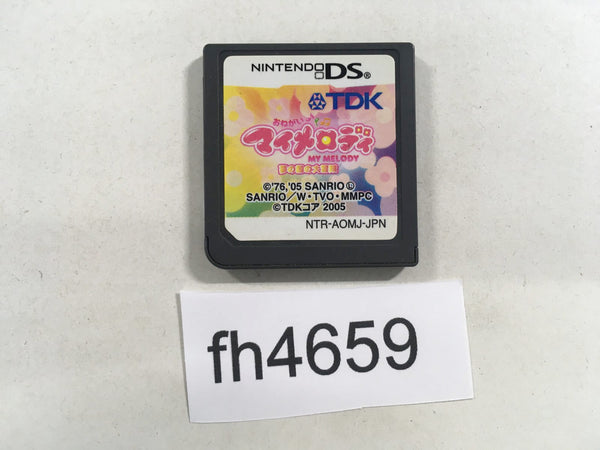 NINTENDO DS®
TDK
おねがい♪
マイメロディ
MY MELODY
©'76,'05 SANRIO Ⓛ
SANRIO/W・TVO・MMPC
©TDKコア 2005
NTR-AOMJ-JPN
fh4659